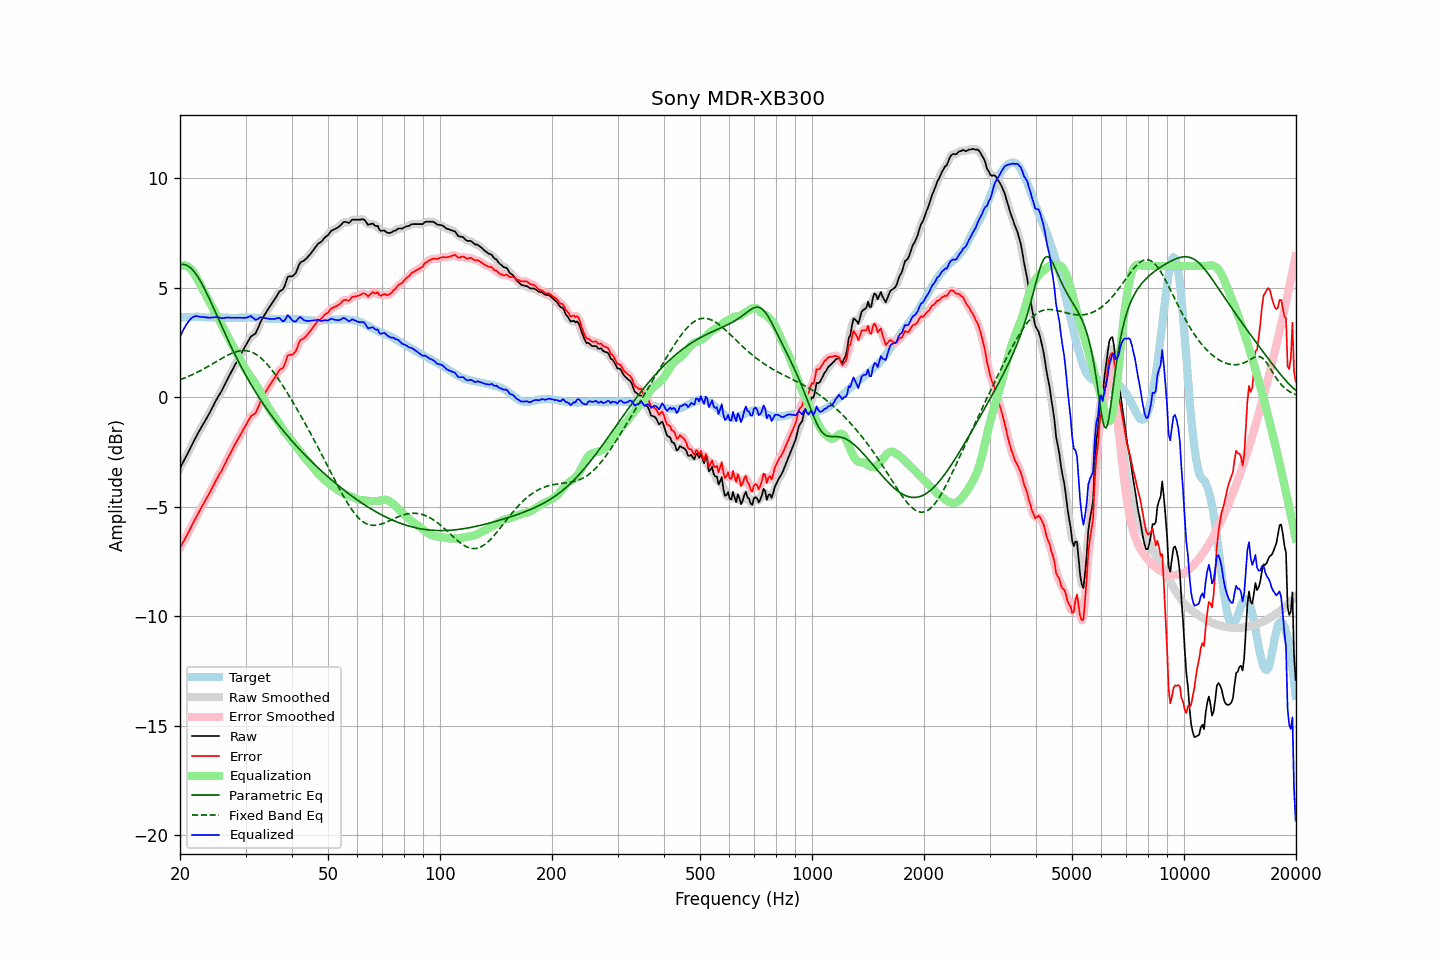 Sony MDR-XB300
Amplitude (dBr)
10
5
0
−5
−10
−15
−20
Target
Raw Smoothed
Error Smoothed
Raw
Error
Equalization
Parametric Eq
Fixed Band Eq
Equalized
20 50 100 200 500 1000 2000 5000 10000 20000
Frequency (Hz)